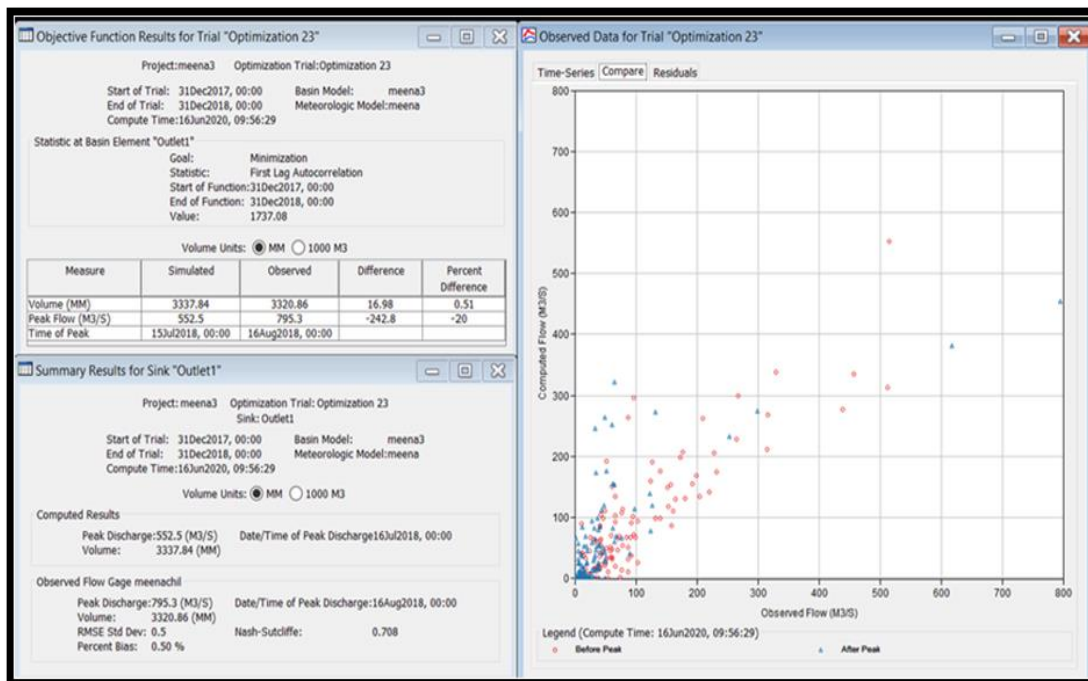 Objective Function Results for Trial "Optimization 23"
Project:meena3 Optimization Trial:Optimization 23
Start of Trial: 31Dec2017, 00:00 Basin Model: meena3
End of Trial: 31Dec2018, 00:00 Meteorologic Model:meena
Compute Time:16Jun2020, 09:56:29
Statistic at Basin Element "Outlet1"
Goal: Minimization
Statistic: First Lag Autocorrelation
Start of Function:31Dec2017, 00:00
End of Function: 31Dec2018, 00:00
Value: 1737.08
Volume Units: MM 1000 M3
Measure Simulated Observed Difference Percent
Difference
Volume (MM) 3337.84 3320.86 16.98 0.51
Peak Flow (M3/S) 552.5 795.3 -242.8 -20
Time of Peak 15Jul2018, 00:00 16Aug2018, 00:00
Summary Results for Sink "Outlet1"
Project: meena3 Optimization Trial: Optimization 23
Sink: Outlet1
Start of Trial: 31Dec2017, 00:00 Basin Model: meena3
End of Trial: 31Dec2018, 00:00 Meteorologic Model:meena
Compute Time:16Jun2020, 09:56:29
Volume Units: MM 1000 M3
Computed Results
Peak Discharge:552.5 (M3/S) Date/Time of Peak Discharge16Jul2018, 00:00
Volume: 3337.84 (MM)
Observed Flow Gage meenachil
Peak Discharge:795.3 (M3/S) Date/Time of Peak Discharge:16Aug2018, 00:00
Volume: 3320.86 (MM)
RMSE Std Dev: 0.5 Nash-Sutcliffe: 0.708
Percent Bias: 0.50 %
Observed Data for Trial "Optimization 23"
Time-Series Compare Residuals
800
700
600
500
400
300
200
100
0
Computed Flow (M3/S)
0 100 200 300 400 500 600 700 800
Observed Flow (M3/S)
Legend (Compute Time: 16Jun2020, 09:56:29)
Before Peak After Peak